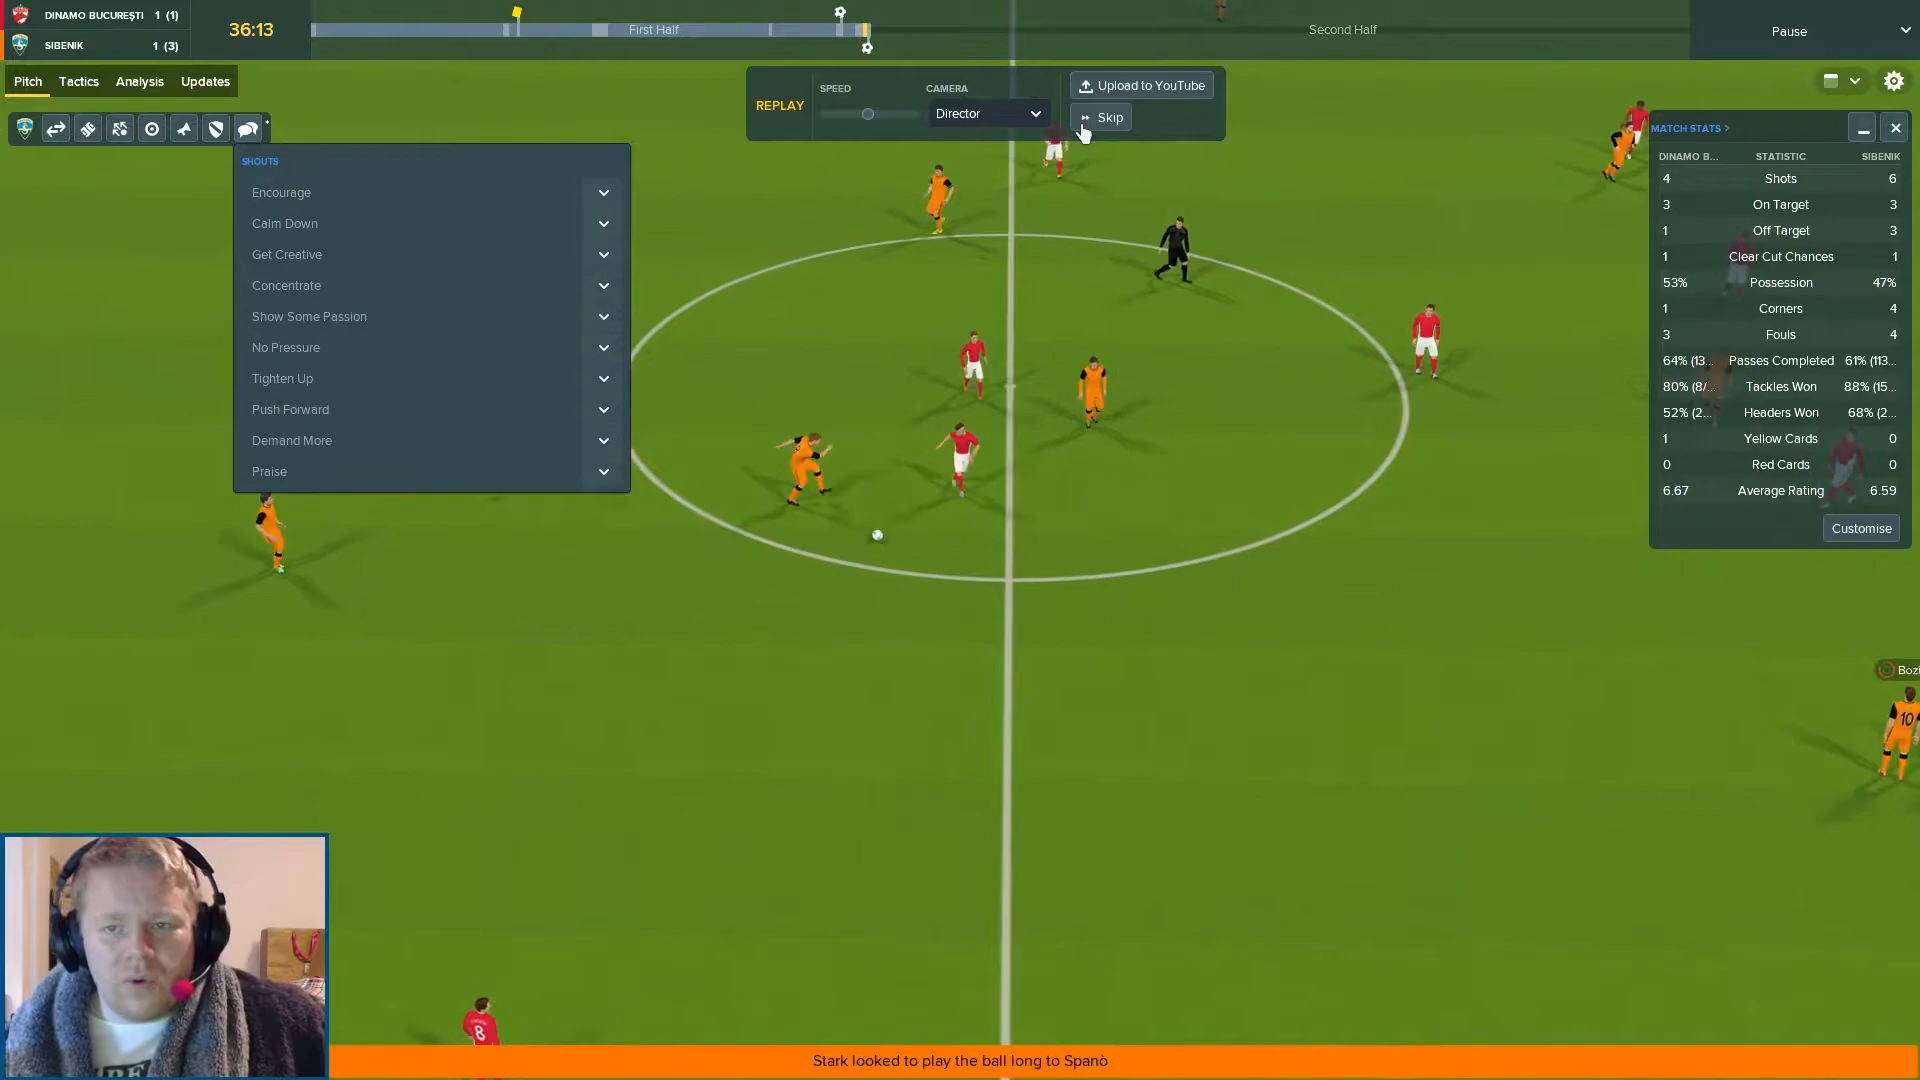 DINAMO BUCUREȘTI 1 (1)
SIBENIK 1 (3)
36:13
First Half
Second Half
Pause
Pitch Tactics Analysis Updates
REPLAY
SPEED
CAMERA
Director
Upload to YouTube
Skip
SHOUTS
Encourage
Calm Down
Get Creative
Concentrate
Show Some Passion
No Pressure
Tighten Up
Push Forward
Demand More
Praise
MATCH STATS >
DINAMO B... STATISTIC SIBENIK
4 Shots 6
3 On Target 3
1 Off Target 3
1 Clear Cut Chances 1
53% Possession 47%
1 Corners 4
3 Fouls 4
64% (13... Passes Completed 61% (113...
80% (8/... Tackles Won 88% (15...
52% (2... Headers Won 68% (2...
1 Yellow Cards 0
0 Red Cards 0
6.67 Average Rating 6.59
Customise
Bozi
10
8
Stark looked to play the ball long to Spanò